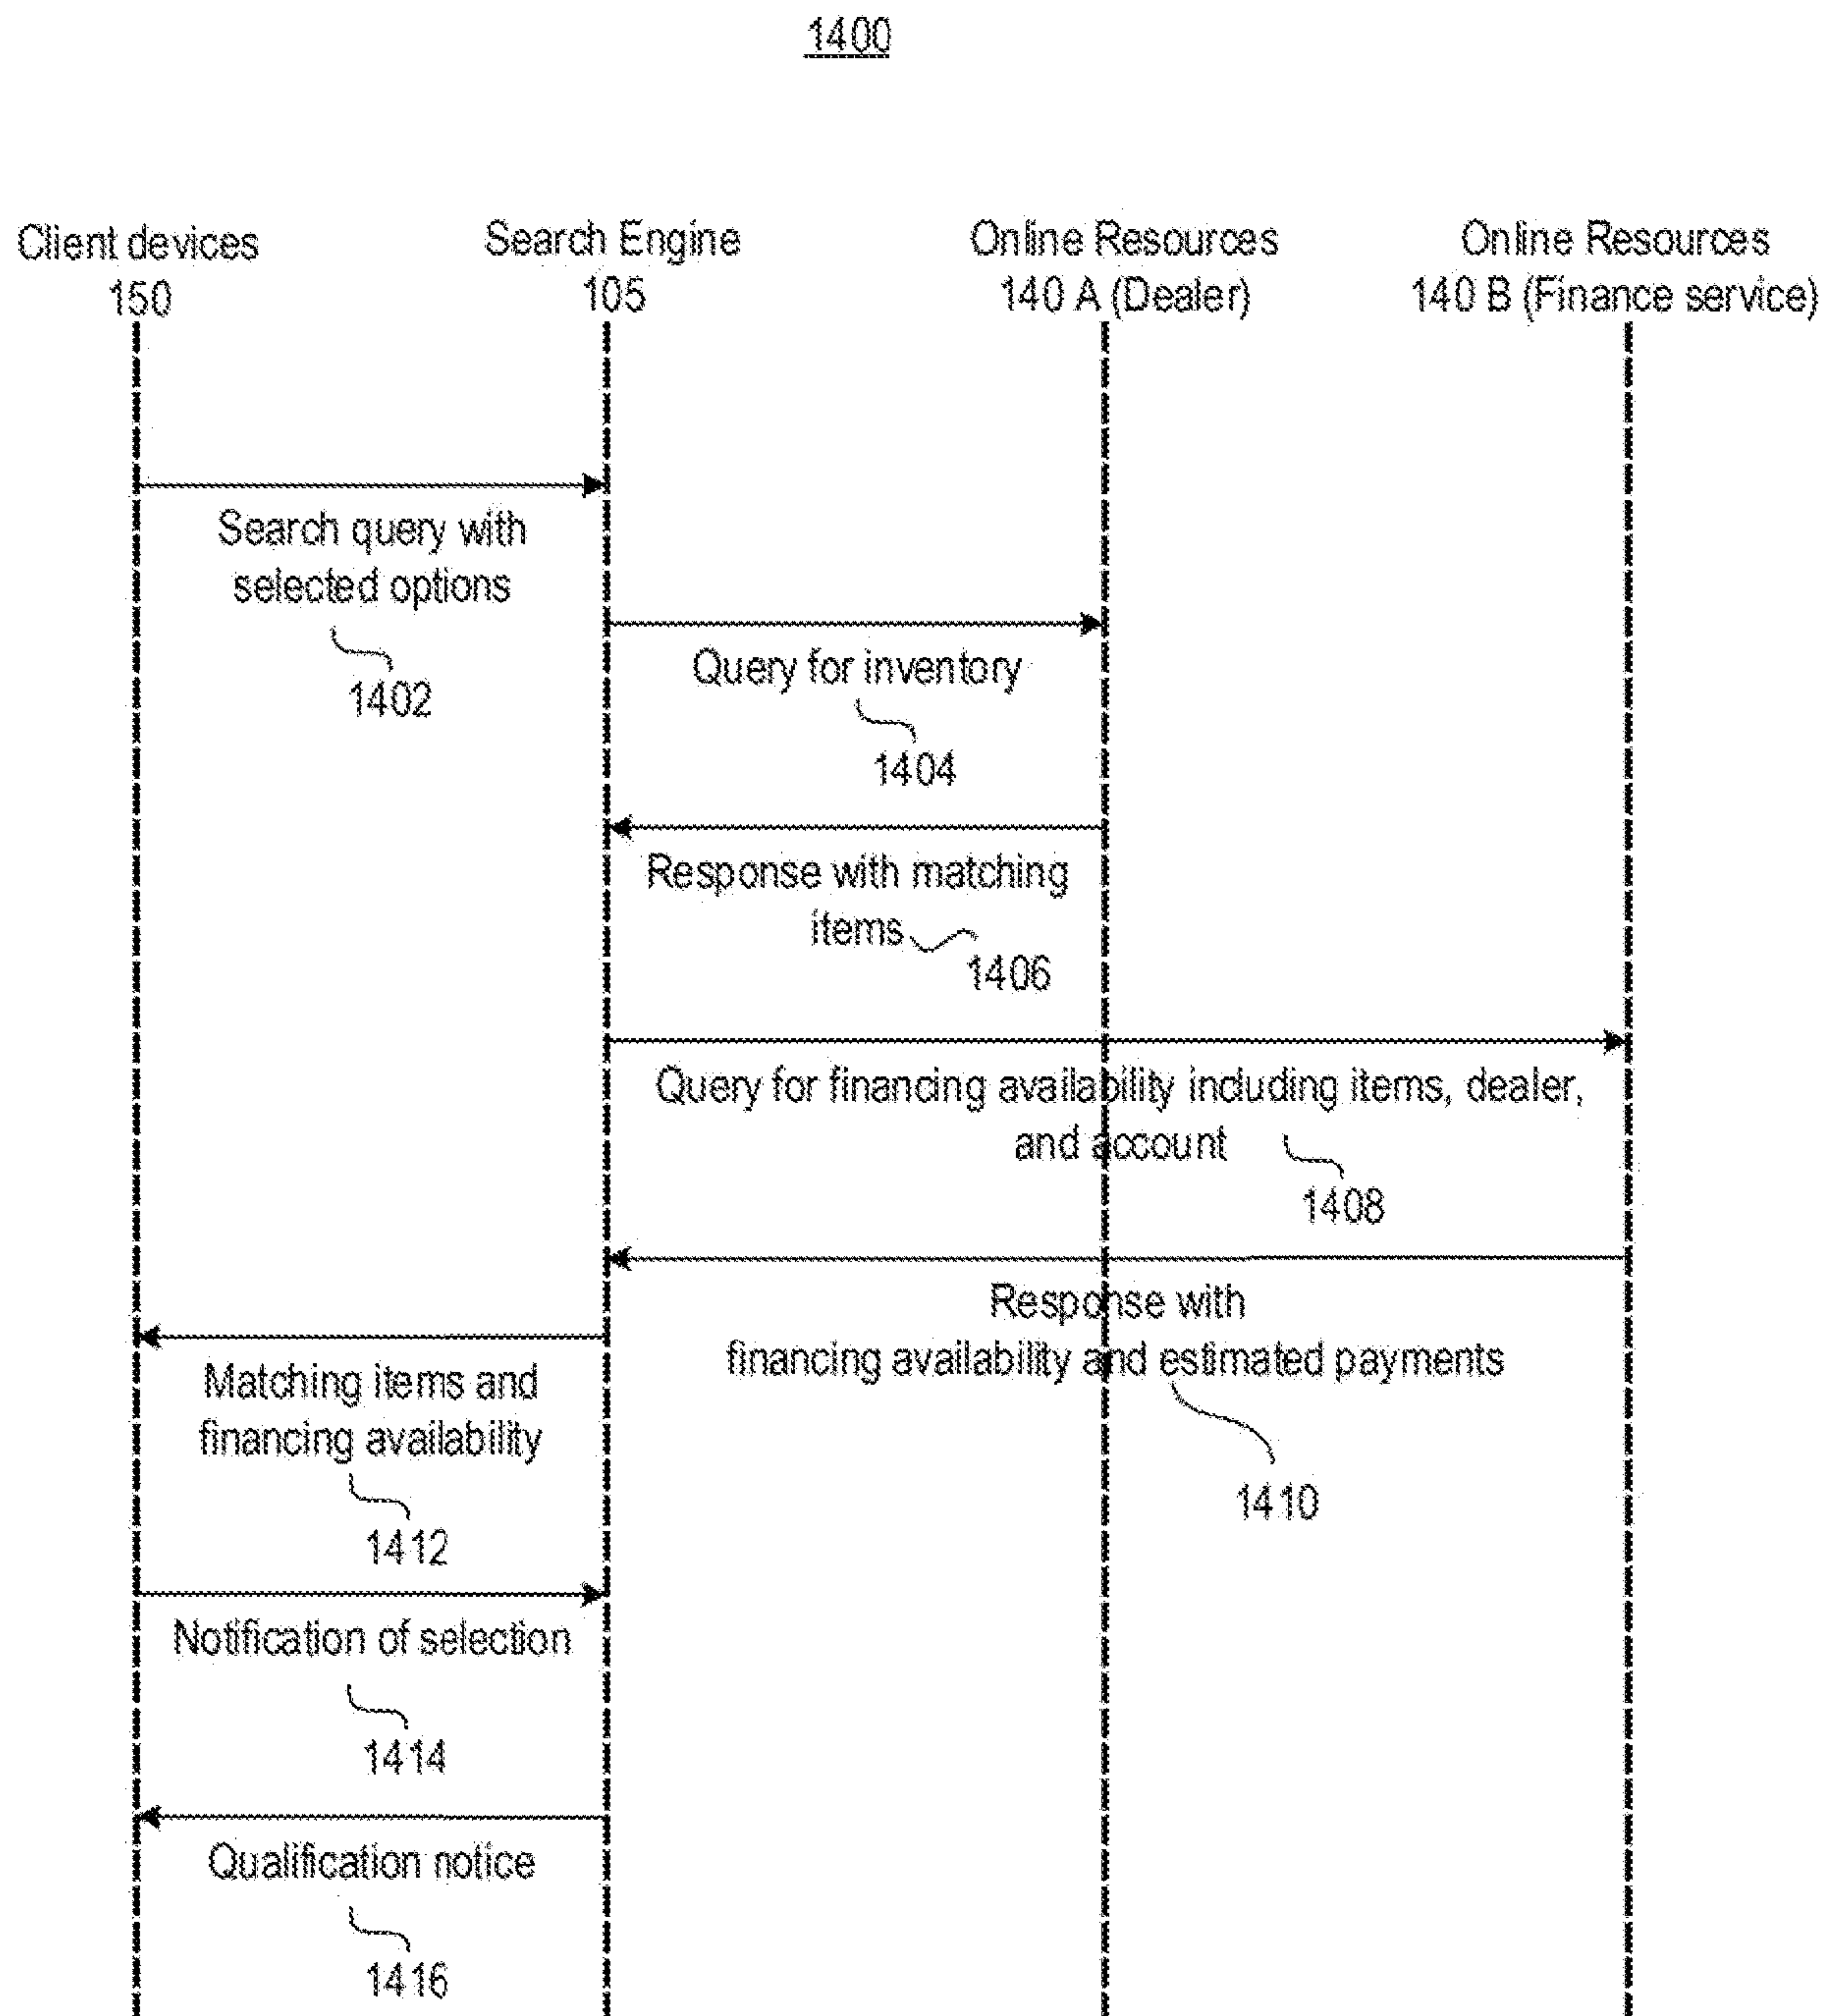 1400
Client devices
150
Search Engine
105
Online Resources
140 A (Dealer)
Online Resources
140 B (Finance service)
Search query with
selected options
1402
Query for inventory
1404
Response with matching
items
1406
Query for financing availability including items, dealer,
and account
1408
Response with
financing availability and estimated payments
1410
Matching items and
financing availability
1412
Notification of selection
1414
Qualification notice
1416